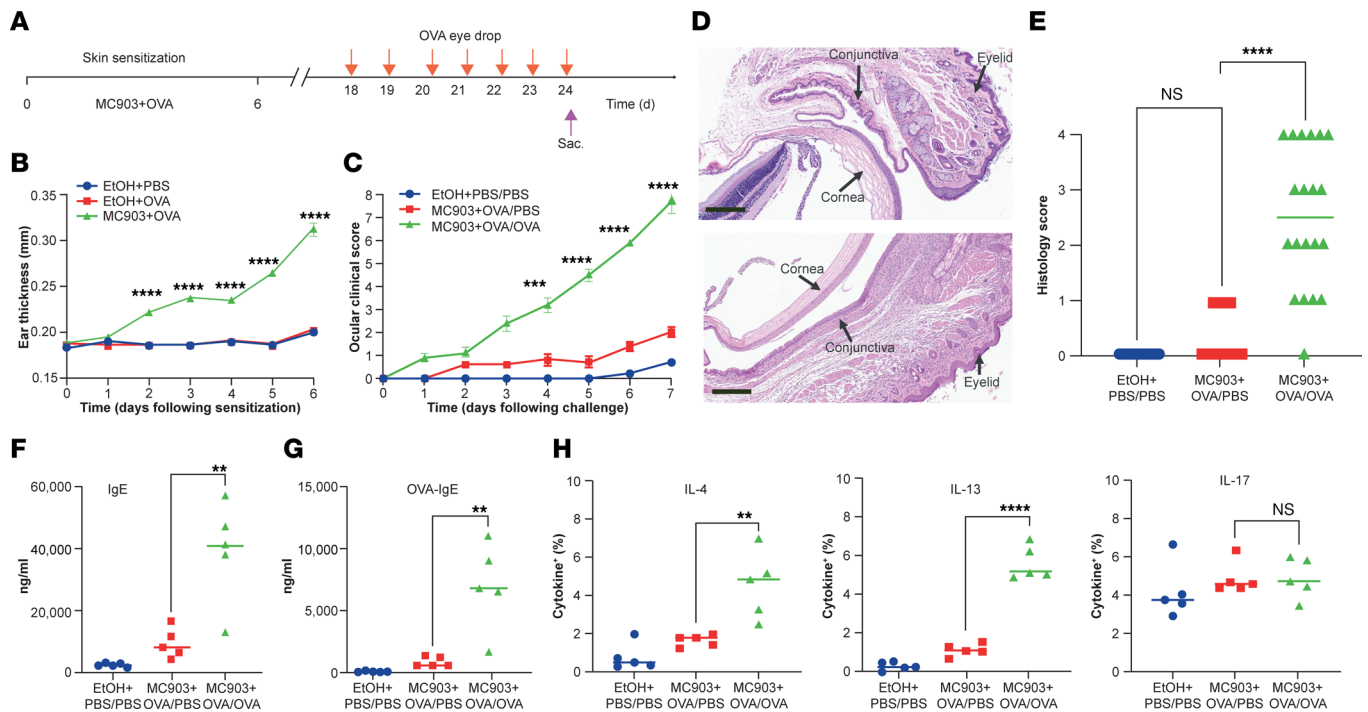 A
OVA eye drop
Skin sensitization
18 19 20 21 22 23 24
0 MC903+OVA 6
Time (d)
Sac.
B
EtOH+PBS
EtOH+OVA
MC903+OVA
0.35
0.30
0.25
0.20
0.15
Ear thickness (mm)
**** **** **** **** ****
0 1 2 3 4 5 6
Time (days following sensitization)
C
EtOH+PBS/PBS
MC903+OVA/PBS
MC903+OVA/OVA
8
7
6
5
4
3
2
1
0
Ocular clinical score
*** **** **** ****
0 1 2 3 4 5 6 7
Time (days following challenge)
D
Conjunctiva
Eyelid
Cornea
Cornea
Conjunctiva
Eyelid
E
****
NS
4
3
2
1
0
Histology score
EtOH+ MC903+ MC903+
PBS/PBS OVA/PBS OVA/OVA
F
IgE
**
60,000
40,000
20,000
0
ng/ml
EtOH+ MC903+ MC903+
PBS/PBS OVA/PBS OVA/OVA
G
OVA-IgE
**
15,000
10,000
5,000
0
ng/ml
EtOH+ MC903+ MC903+
PBS/PBS OVA/PBS OVA/OVA
H
IL-4
**
10
8
6
4
2
0
Cytokine⁺ (%)
EtOH+ MC903+ MC903+
PBS/PBS OVA/PBS OVA/OVA
IL-13
****
10
8
6
4
2
0
Cytokine⁺ (%)
EtOH+ MC903+ MC903+
PBS/PBS OVA/PBS OVA/OVA
IL-17
NS
10
8
6
4
2
0
Cytokine⁺ (%)
EtOH+ MC903+ MC903+
PBS/PBS OVA/PBS OVA/OVA